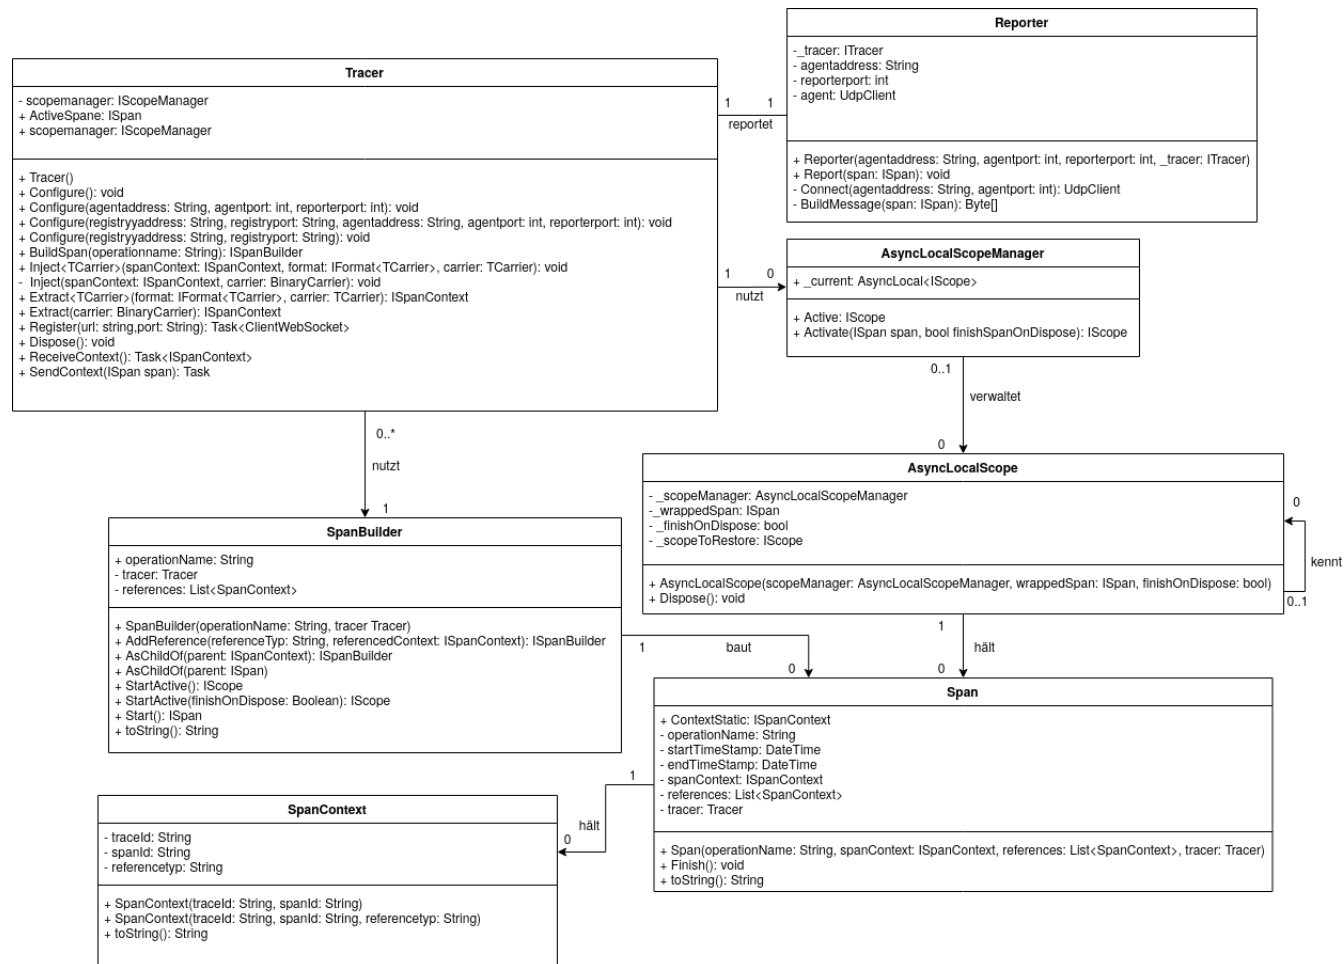 Reporter
-_tracer: ITracer
- agentaddress: String
- reporterport: int
- agent: UdpClient
+ Reporter(agentaddress: String, agentport: int, reporterport: int, _tracer: ITracer)
+ Report(span: ISpan): void
- Connect(agentaddress: String, agentport: int): UdpClient
- BuildMessage(span: ISpan): Byte[]
Tracer
- scopemanager: IScopeManager
+ ActiveSpane: ISpan
+ scopemanager: IScopeManager
+ Tracer()
+ Configure(): void
+ Configure(agentaddress: String, agentport: int, reporterport: int): void
+ Configure(registryyaddress: String, registryport: String, agentaddress: String, agentport: int, reporterport: int): void
+ Configure(registryyaddress: String, registryport: String): void
+ BuildSpan(operationname: String): ISpanBuilder
+ Inject<TCarrier>(spanContext: ISpanContext, format: IFormat<TCarrier>, carrier: TCarrier): void
- Inject(spanContext: ISpanContext, carrier: BinaryCarrier): void
+ Extract<TCarrier>(format: IFormat<TCarrier>, carrier: TCarrier): ISpanContext
+ Extract(carrier: BinaryCarrier): ISpanContext
+ Register(url: string,port: String): Task<ClientWebSocket>
+ Dispose(): void
+ ReceiveContext(): Task<ISpanContext>
+ SendContext(ISpan span): Task
1 1
reportet
1 0
nutzt
AsyncLocalScopeManager
+ _current: AsyncLocal<IScope>
+ Active: IScope
+ Activate(ISpan span, bool finishSpanOnDispose): IScope
0..1
verwaltet
0
0..*
nutzt
1
AsyncLocalScope
- _scopeManager: AsyncLocalScopeManager
-_wrappedSpan: ISpan
- _finishOnDispose: bool
- _scopeToRestore: IScope
+ AsyncLocalScope(scopeManager: AsyncLocalScopeManager, wrappedSpan: ISpan, finishOnDispose: bool)
+ Dispose(): void
0
kennt
0..1
SpanBuilder
+ operationName: String
- tracer: Tracer
- references: List<SpanContext>
+ SpanBuilder(operationName: String, tracer Tracer)
+ AddReference(referenceTyp: String, referencedContext: ISpanContext): ISpanBuilder
+ AsChildOf(parent: ISpanContext): ISpanBuilder
+ AsChildOf(parent: ISpan)
+ StartActive(): IScope
+ StartActive(finishOnDispose: Boolean): IScope
+ Start(): ISpan
+ toString(): String
1
baut
0
1
hält
0
Span
+ ContextStatic: ISpanContext
- operationName: String
- startTimeStamp: DateTime
- endTimeStamp: DateTime
- spanContext: ISpanContext
- references: List<SpanContext>
- tracer: Tracer
+ Span(operationName: String, spanContext: ISpanContext, references: List<SpanContext>, tracer: Tracer)
+ Finish(): void
+ toString(): String
1
hält
0
SpanContext
- traceId: String
- spanId: String
- referencetyp: String
+ SpanContext(traceId: String, spanId: String)
+ SpanContext(traceId: String, spanId: String, referencetyp: String)
+ toString(): String